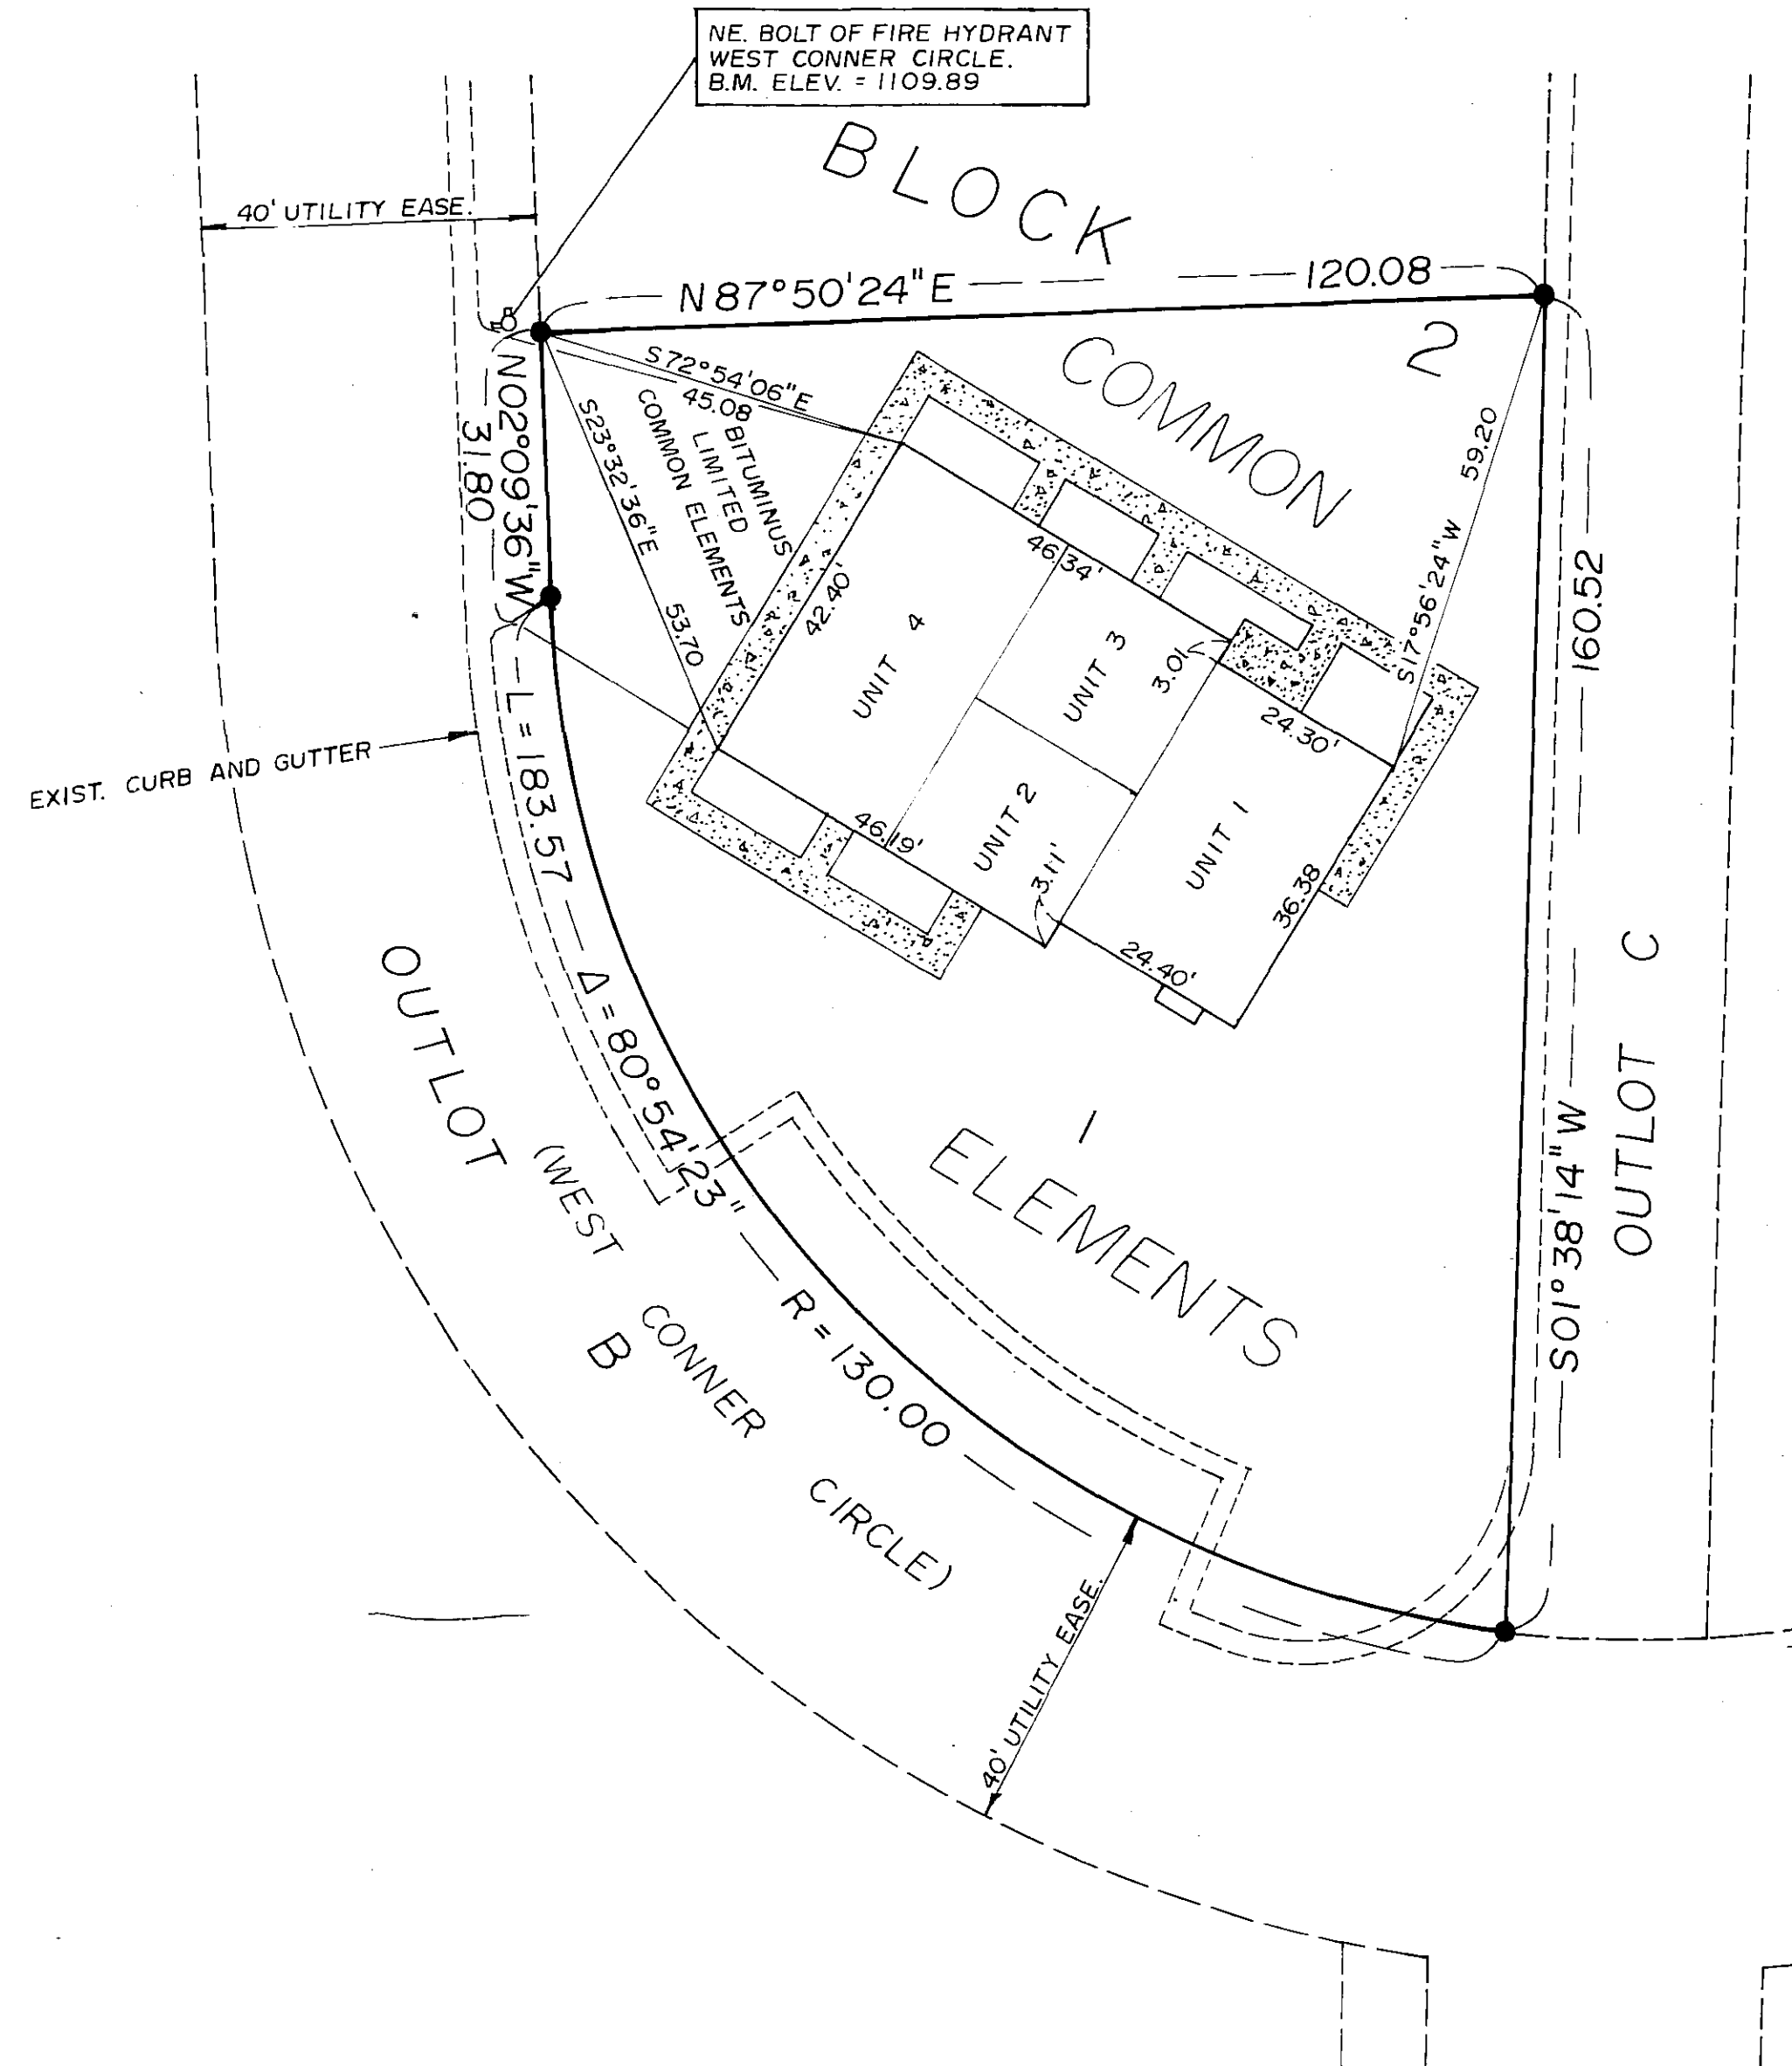 NE. BOLT OF FIRE HYDRANT
WEST CONNER CIRCLE.
B.M. ELEV. = 1109.89
BLOCK
2
40' UTILITY EASE.
N87°50'24"E
120.08
COMMON
S72°54'06"E
45.08
S23°32'36"E
53.70
BITUMINUS
LIMITED
COMMON ELEMENTS
N02°09'36"W
31.80
S17°56'24"W
59.20
160.52
S01°38'14"W
42.40'
46.34'
UNIT 4
UNIT 3
3.01
24.30'
UNIT 2
46.19'
3.11'
UNIT 1
36.38
24.40'
EXIST. CURB AND GUTTER
L = 183.57
Δ = 80°54'23"
R = 130.00
OUTLOT
B
(WEST CONNER CIRCLE)
1
ELEMENTS
OUTLOT C
40' UTILITY EASE.